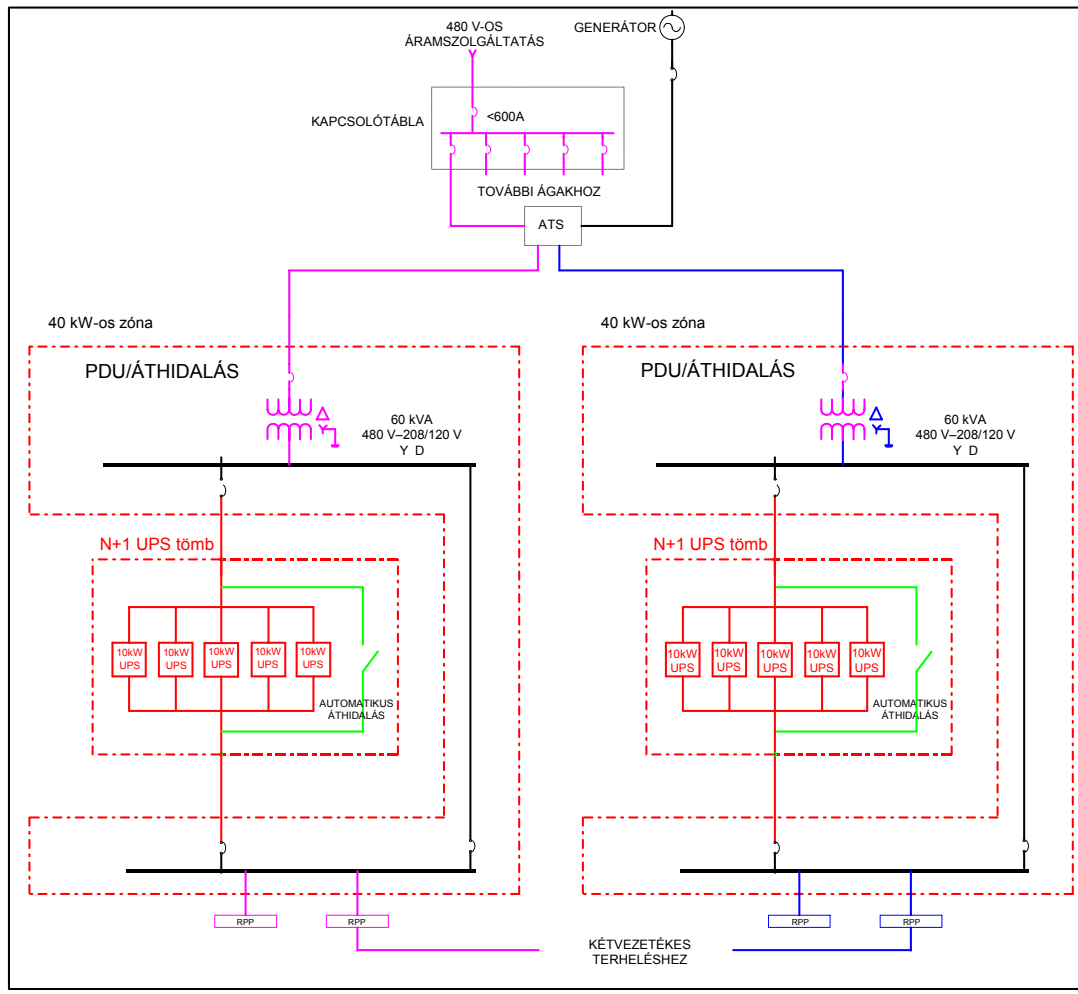 480 V-OS
ÁRAMSZOLGÁLTATÁS
GENERÁTOR
KAPCSOLÓTÁBLA
<600A
TOVÁBBI ÁGAKHOZ
ATS
40 kW-os zóna
PDU/ÁTHIDALÁS
60 kVA
480 V–208/120 V
Y D
N+1 UPS tömb
10kW
UPS
10kW
UPS
10kW
UPS
10kW
UPS
10kW
UPS
AUTOMATIKUS
ÁTHIDALÁS
RPP
RPP
40 kW-os zóna
PDU/ÁTHIDALÁS
60 kVA
480 V–208/120 V
Y D
N+1 UPS tömb
10kW
UPS
10kW
UPS
10kW
UPS
10kW
UPS
10kW
UPS
AUTOMATIKUS
ÁTHIDALÁS
RPP
RPP
KÉTVEZETÉKES
TERHELÉSHEZ